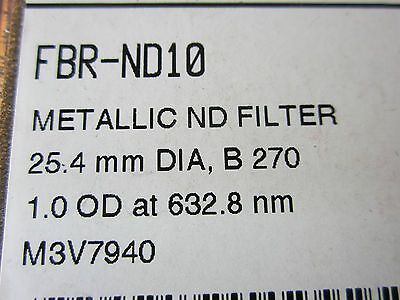 FBR-ND10
METALLIC ND FILTER
25.4 mm DIA, B 270
1.0 OD at 632.8 nm
M3V7940